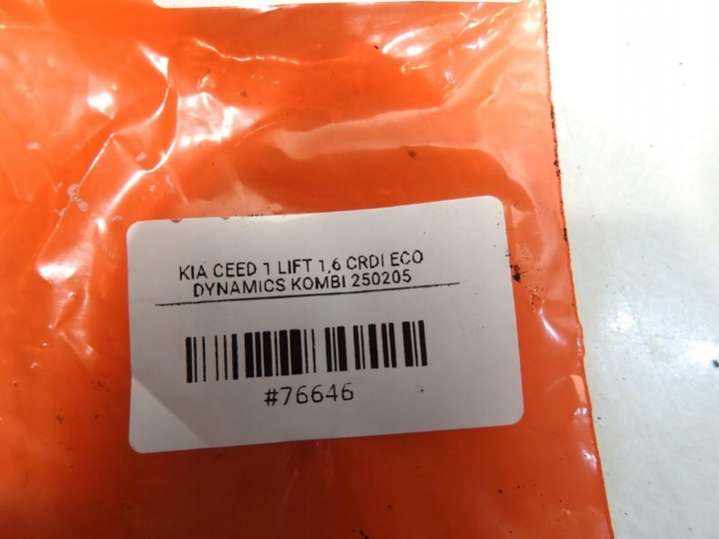 KIA CEED 1 LIFT 1,6 CRDI ECO
DYNAMICS KOMBI 250205
#76646